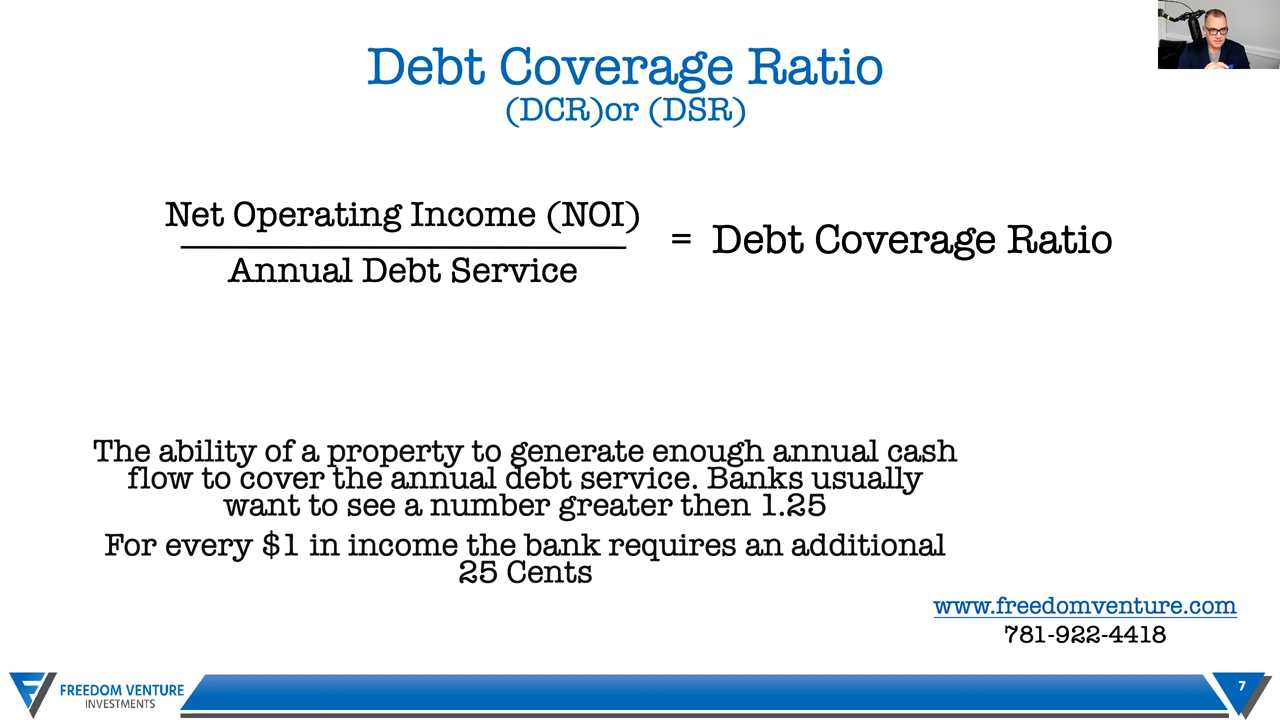 Debt Coverage Ratio
(DCR)or (DSR)
Net Operating Income (NOI)
Annual Debt Service
= Debt Coverage Ratio
The ability of a property to generate enough annual cash
flow to cover the annual debt service. Banks usually
want to see a number greater then 1.25
For every $1 in income the bank requires an additional
25 Cents
www.freedomventure.com
781-922-4418
FREEDOM VENTURE
INVESTMENTS
7